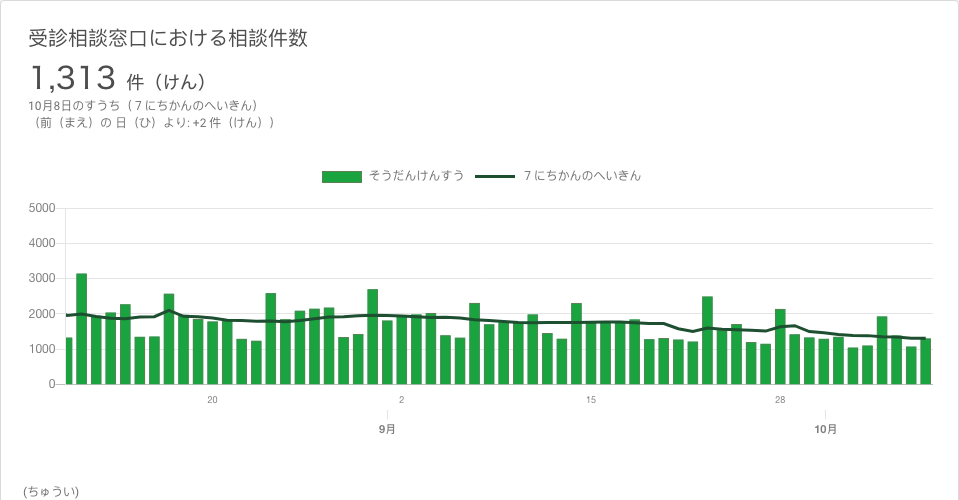 受診相談窓口における相談件数
1,313 件（けん）
10月8日のすうち（７にちかんのへいきん）
（前（まえ）の 日（ひ）より: +2 件（けん））
そうだんけんすう
７にちかんのへいきん
5000
4000
3000
2000
1000
0
20
2
15
28
9月
10月
(ちゅうい)